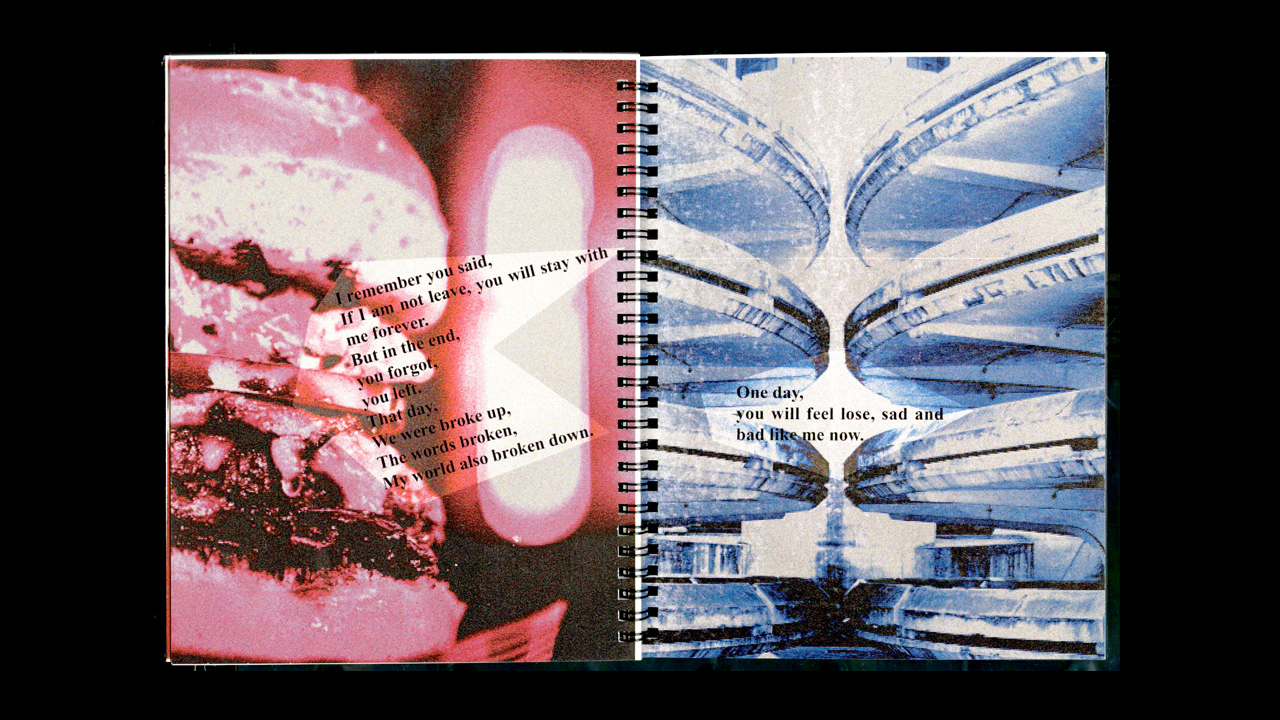 I remember you said,
If I am not leave, you will stay with
me forever.
But in the end,
you forgot,
you left.
That day,
We were broke up,
The words broken,
My world also broken down.
One day,
you will feel lose, sad and
bad like me now.